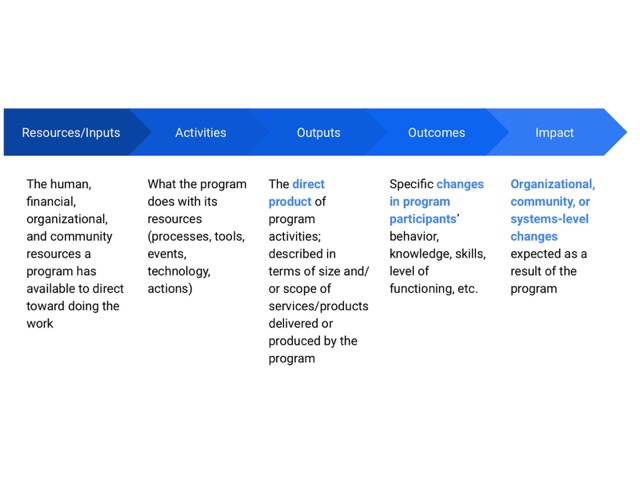 Resources/Inputs
Activities
Outputs
Outcomes
Impact
The human,
financial,
organizational,
and community
resources a
program has
available to direct
toward doing the
work
What the program
does with its
resources
(processes, tools,
events,
technology,
actions)
The direct
product of
program
activities;
described in
terms of size and/
or scope of
services/products
delivered or
produced by the
program
Specific changes
in program
participants’
behavior,
knowledge, skills,
level of
functioning, etc.
Organizational,
community, or
systems-level
changes
expected as a
result of the
program